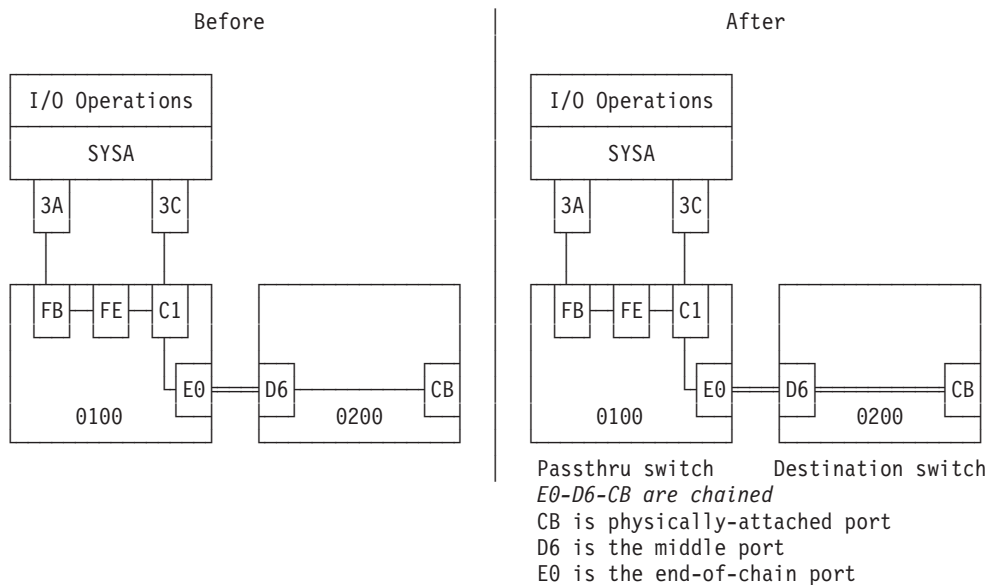 Before After
I/O Operations I/O Operations
SYSA SYSA
3A 3C 3A 3C
FB FE C1 FB FE C1
E0 D6 CB E0 D6 CB
0100 0200 0100 0200
Passthru switch Destination switch
E0-D6-CB are chained
CB is physically-attached port
D6 is the middle port
E0 is the end-of-chain port